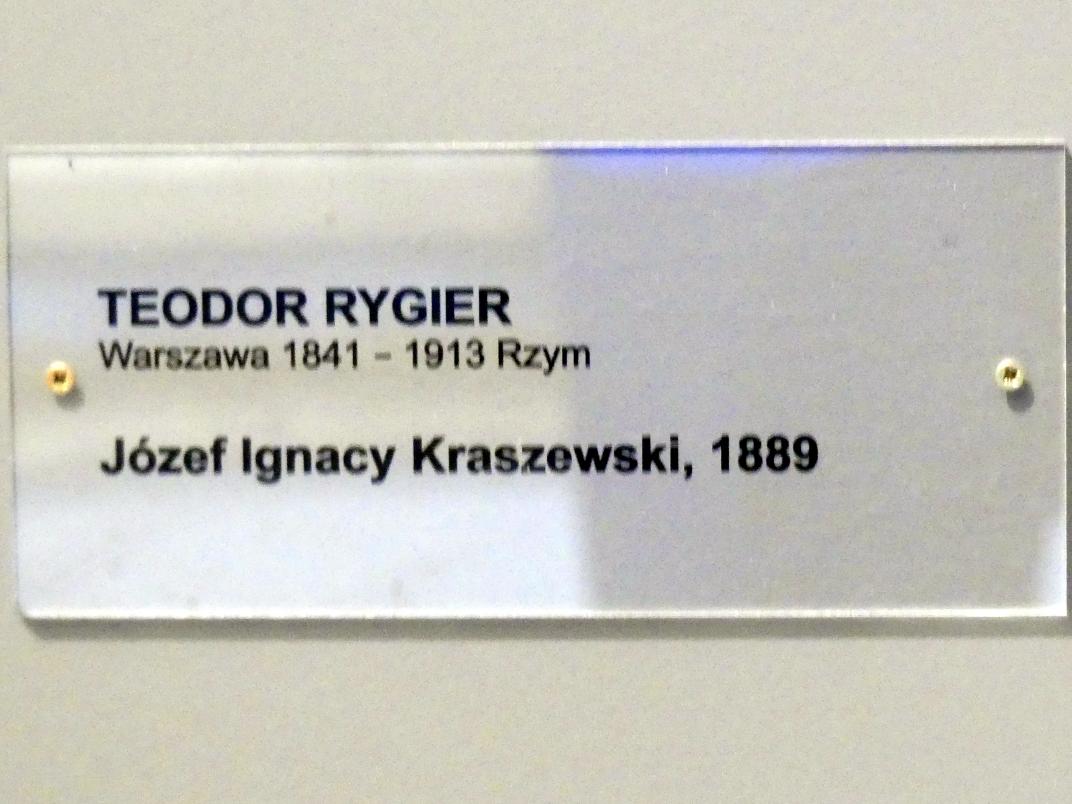 TEODOR RYGIER
Warszawa 1841 – 1913 Rzym
Józef Ignacy Kraszewski, 1889